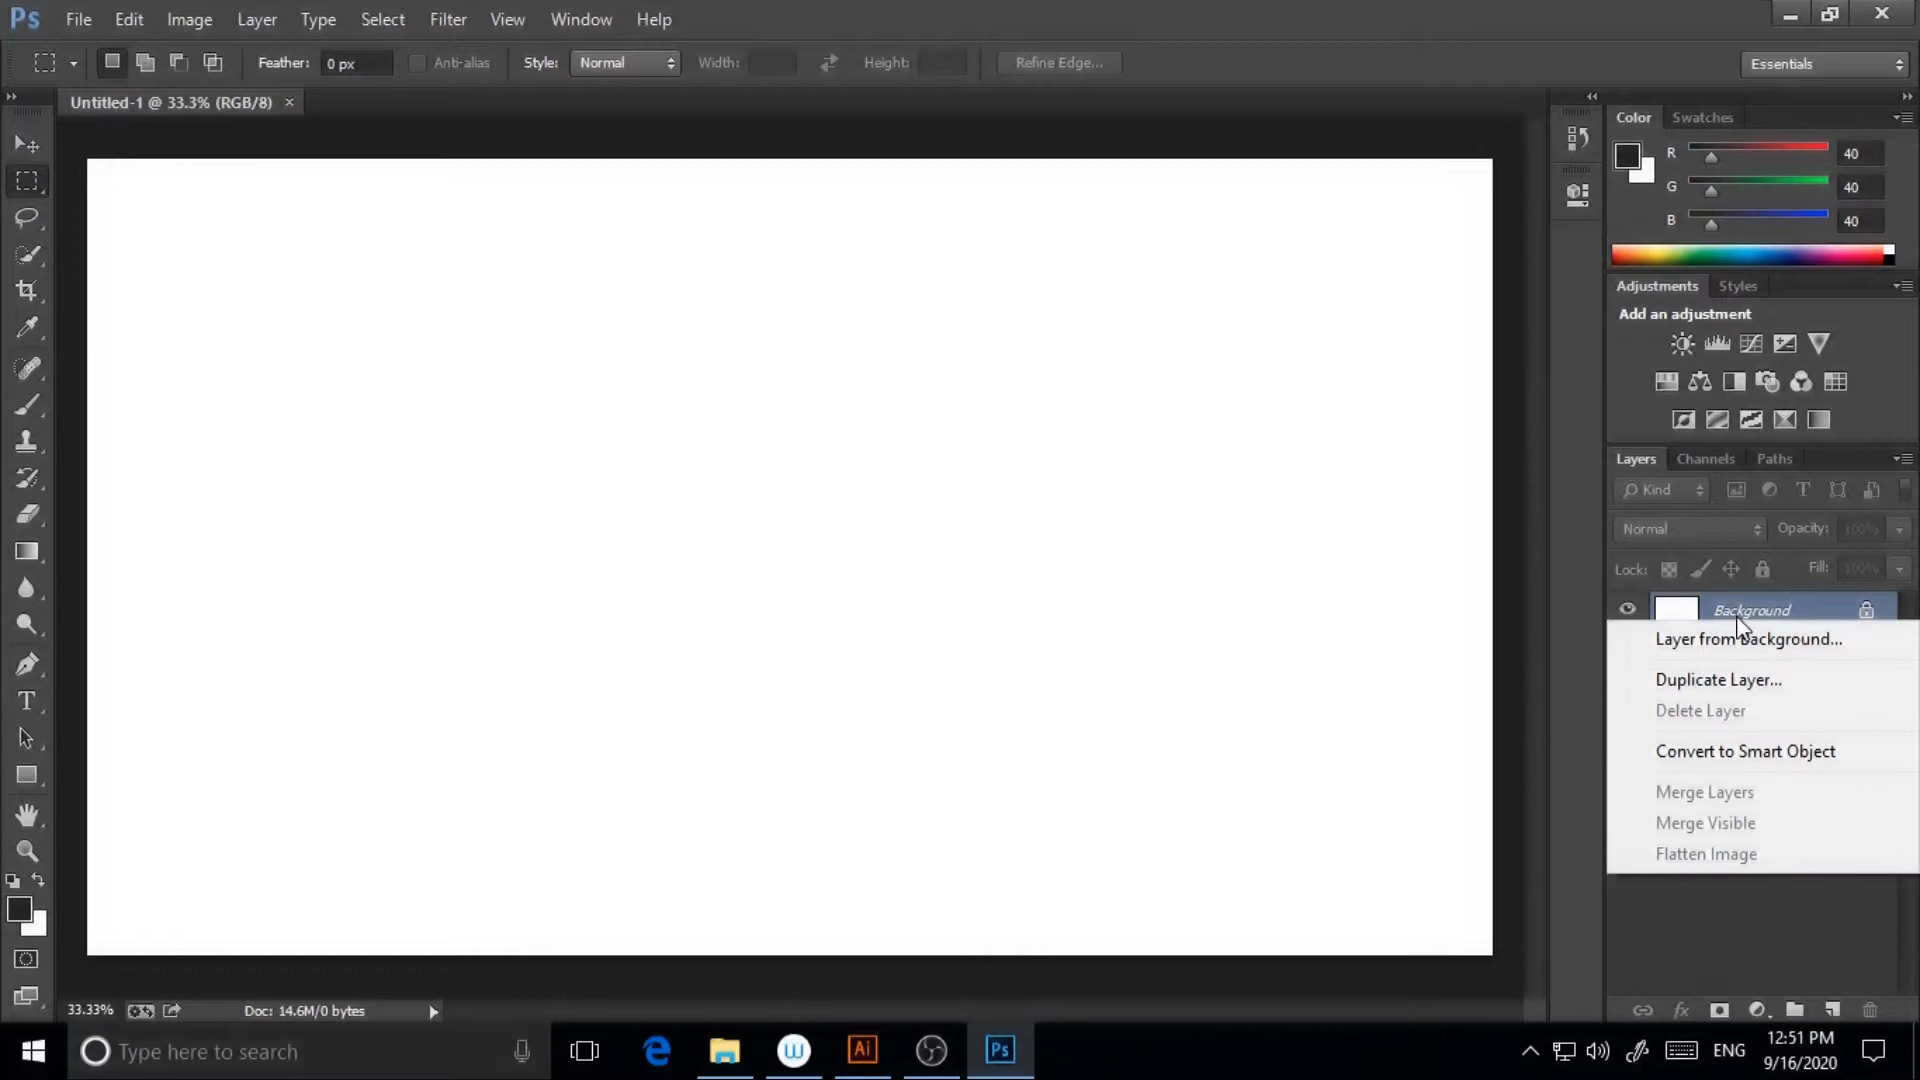 Ps File Edit Image Layer Type Select Filter View Window Help
Feather: 0 px Anti-alias Style: Normal Width: Height: Refine Edge... Essentials
Untitled-1 @ 33.3% (RGB/8) ×
Color Swatches
R 40
G 40
B 40
Adjustments Styles
Add an adjustment
Layers Channels Paths
Kind
Normal Opacity: 100%
Lock: Fill: 100%
Background
Layer from Background...
Duplicate Layer...
Delete Layer
Convert to Smart Object
Merge Layers
Merge Visible
Flatten Image
33.33% Doc: 14.6M/0 bytes
Type here to search
Ai
Ps
ENG
12:51 PM
9/16/2020